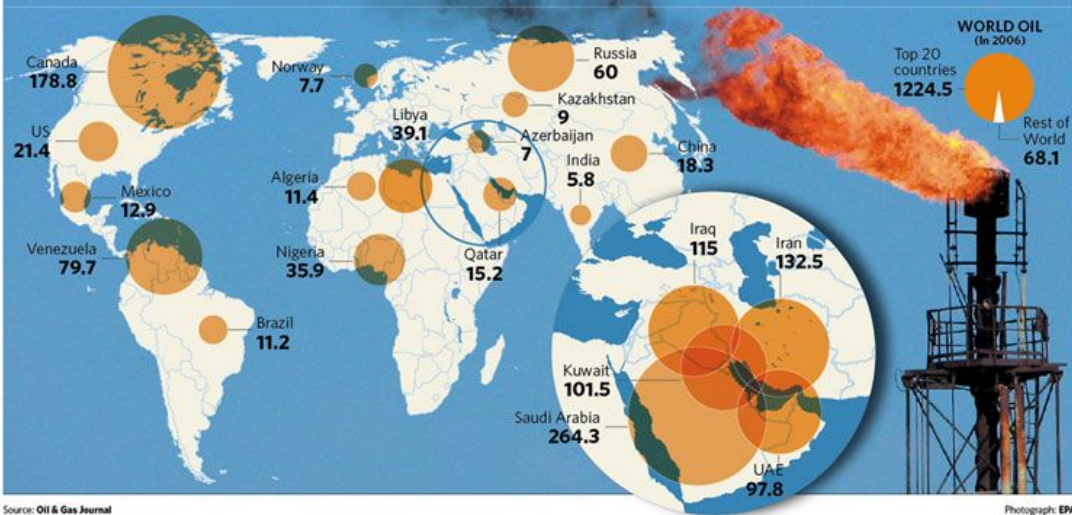 Canada
178.8
US
21.4
Mexico
12.9
Venezuela
79.7
Brazil
11.2
Norway
7.7
Libya
39.1
Algeria
11.4
Nigeria
35.9
Russia
60
Kazakhstan
9
Azerbaijan
7
India
5.8
China
18.3
Qatar
15.2
Iraq
115
Iran
132.5
Kuwait
101.5
Saudi Arabia
264.3
UAE
97.8
WORLD OIL
(In 2006)
Top 20
countries
1224.5
Rest of
World
68.1
Source: Oil & Gas Journal
Photograph: EPA